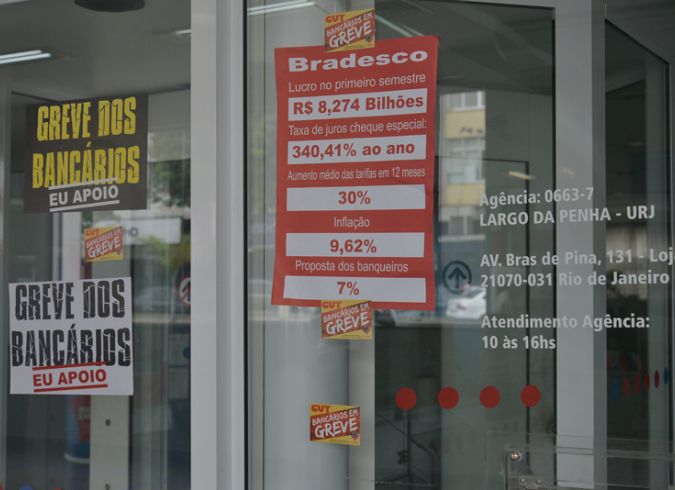 GREVE DOS
BANCÁRIOS
EU APOIO
BANCÁRIOS EM
GREVE
GREVE DOS
BANCÁRIOS
EU APOIO
CUT
BANCÁRIOS EM
GREVE
Bradesco
Lucro no primeiro semestre
R$ 8,274 Bilhões
Taxa de juros cheque especial:
340,41% ao ano
Aumento médio das tarifas em 12 meses
30%
Inflação
9,62%
Proposta dos banqueiros
7%
CUT
BANCÁRIOS EM
GREVE
CUT
BANCÁRIOS EM
GREVE
Agência: 0663-7
LARGO DA PENHA - URJ
AV. Bras de Pina, 131 - Loj
21070-031 Rio de Janeiro
Atendimento Agência:
10 às 16hs